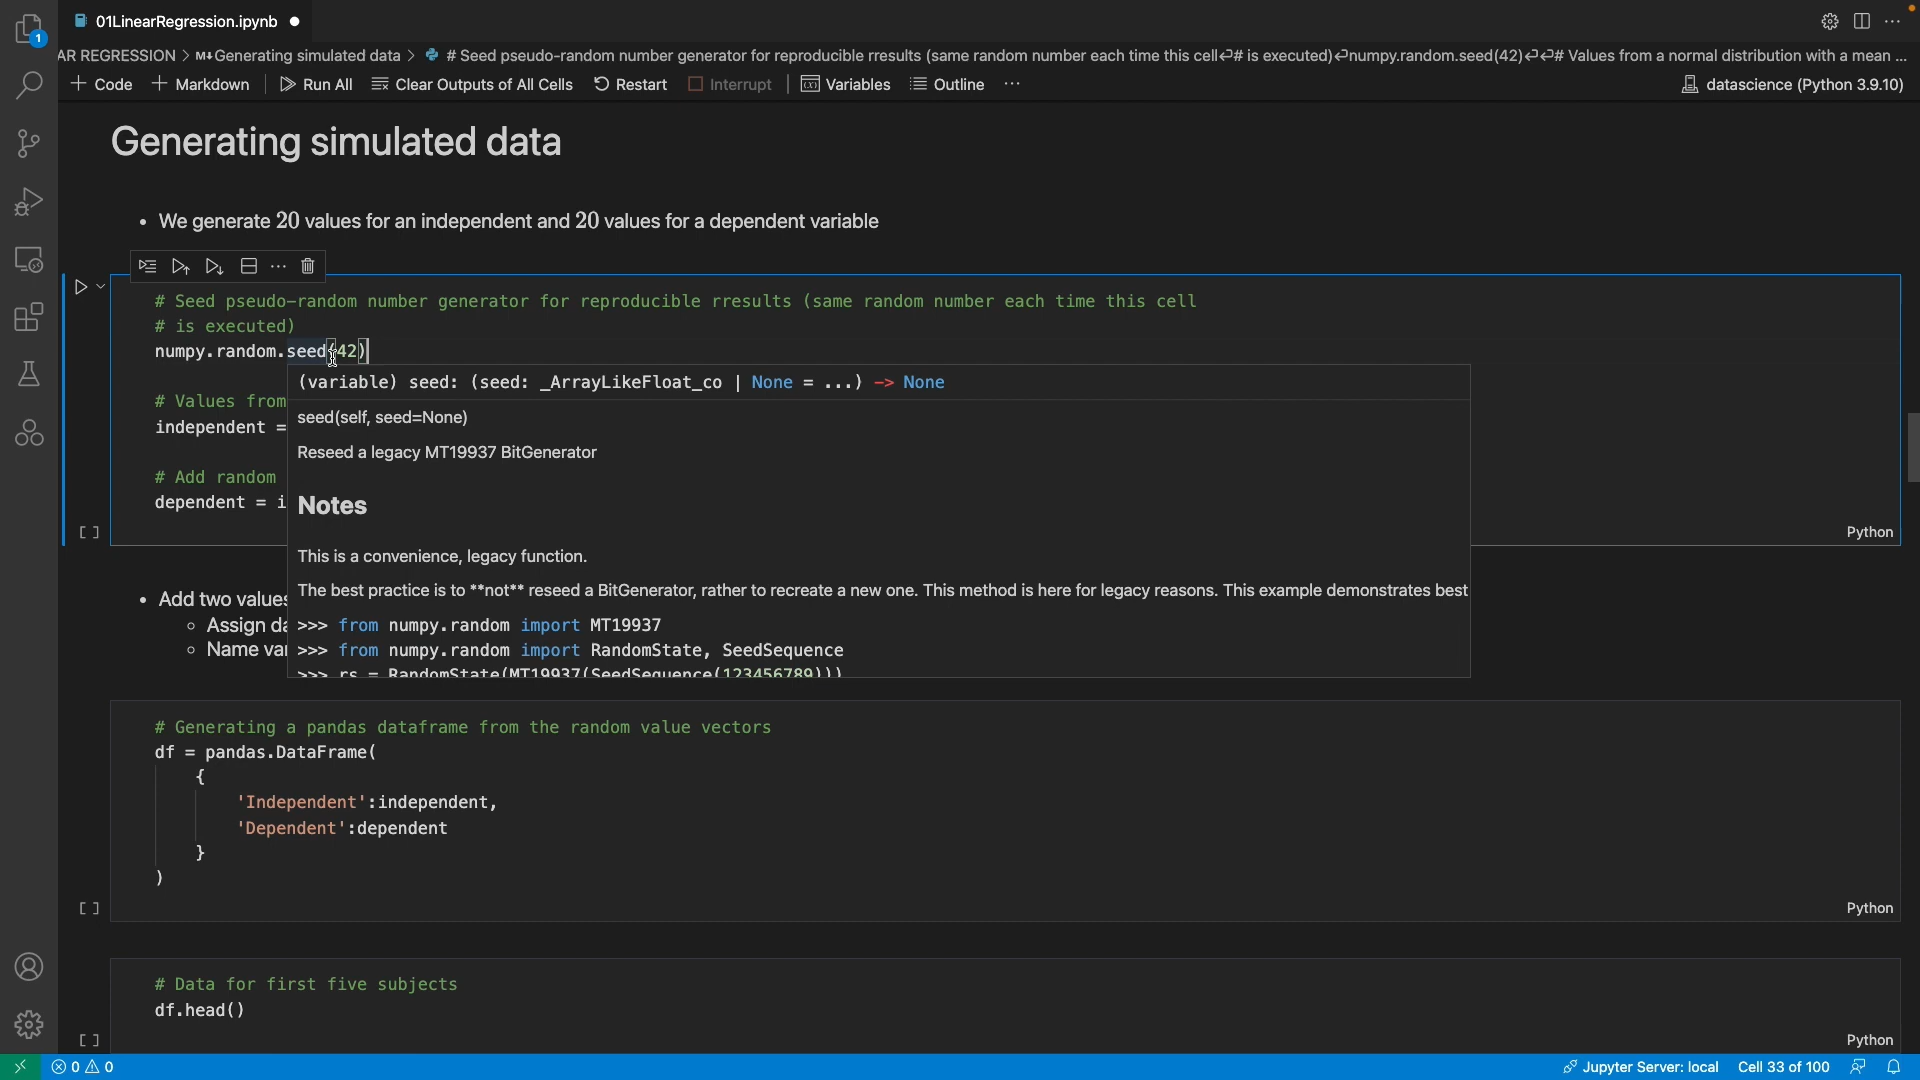 01LinearRegression.ipynb
1
AR REGRESSION > M↓Generating simulated data > # Seed pseudo-random number generator for reproducible rresults (same random number each time this cell↵# is executed)↵numpy.random.seed(42)↵↵# Values from a normal distribution with a mean ...
+ Code + Markdown Run All Clear Outputs of All Cells Restart Interrupt Variables Outline ... datascience (Python 3.9.10)
Generating simulated data
• We generate 20 values for an independent and 20 values for a dependent variable
# Seed pseudo-random number generator for reproducible rresults (same random number each time this cell
# is executed)
numpy.random.seed(42)
(variable) seed: (seed: _ArrayLikeFloat_co | None = ...) -> None
# Values from
seed(self, seed=None)
independent =
Reseed a legacy MT19937 BitGenerator
# Add random
dependent = i
Notes
[ ]
Python
This is a convenience, legacy function.
The best practice is to **not** reseed a BitGenerator, rather to recreate a new one. This method is here for legacy reasons. This example demonstrates best
• Add two values
◦ Assign da
>>> from numpy.random import MT19937
◦ Name var
>>> from numpy.random import RandomState, SeedSequence
>>> rs = RandomState(MT19937(SeedSequence(123456789)))
# Generating a pandas dataframe from the random value vectors
df = pandas.DataFrame(
{
'Independent':independent,
'Dependent':dependent
}
)
[ ]
Python
# Data for first five subjects
df.head()
[ ]
Python
0 0 Jupyter Server: local Cell 33 of 100